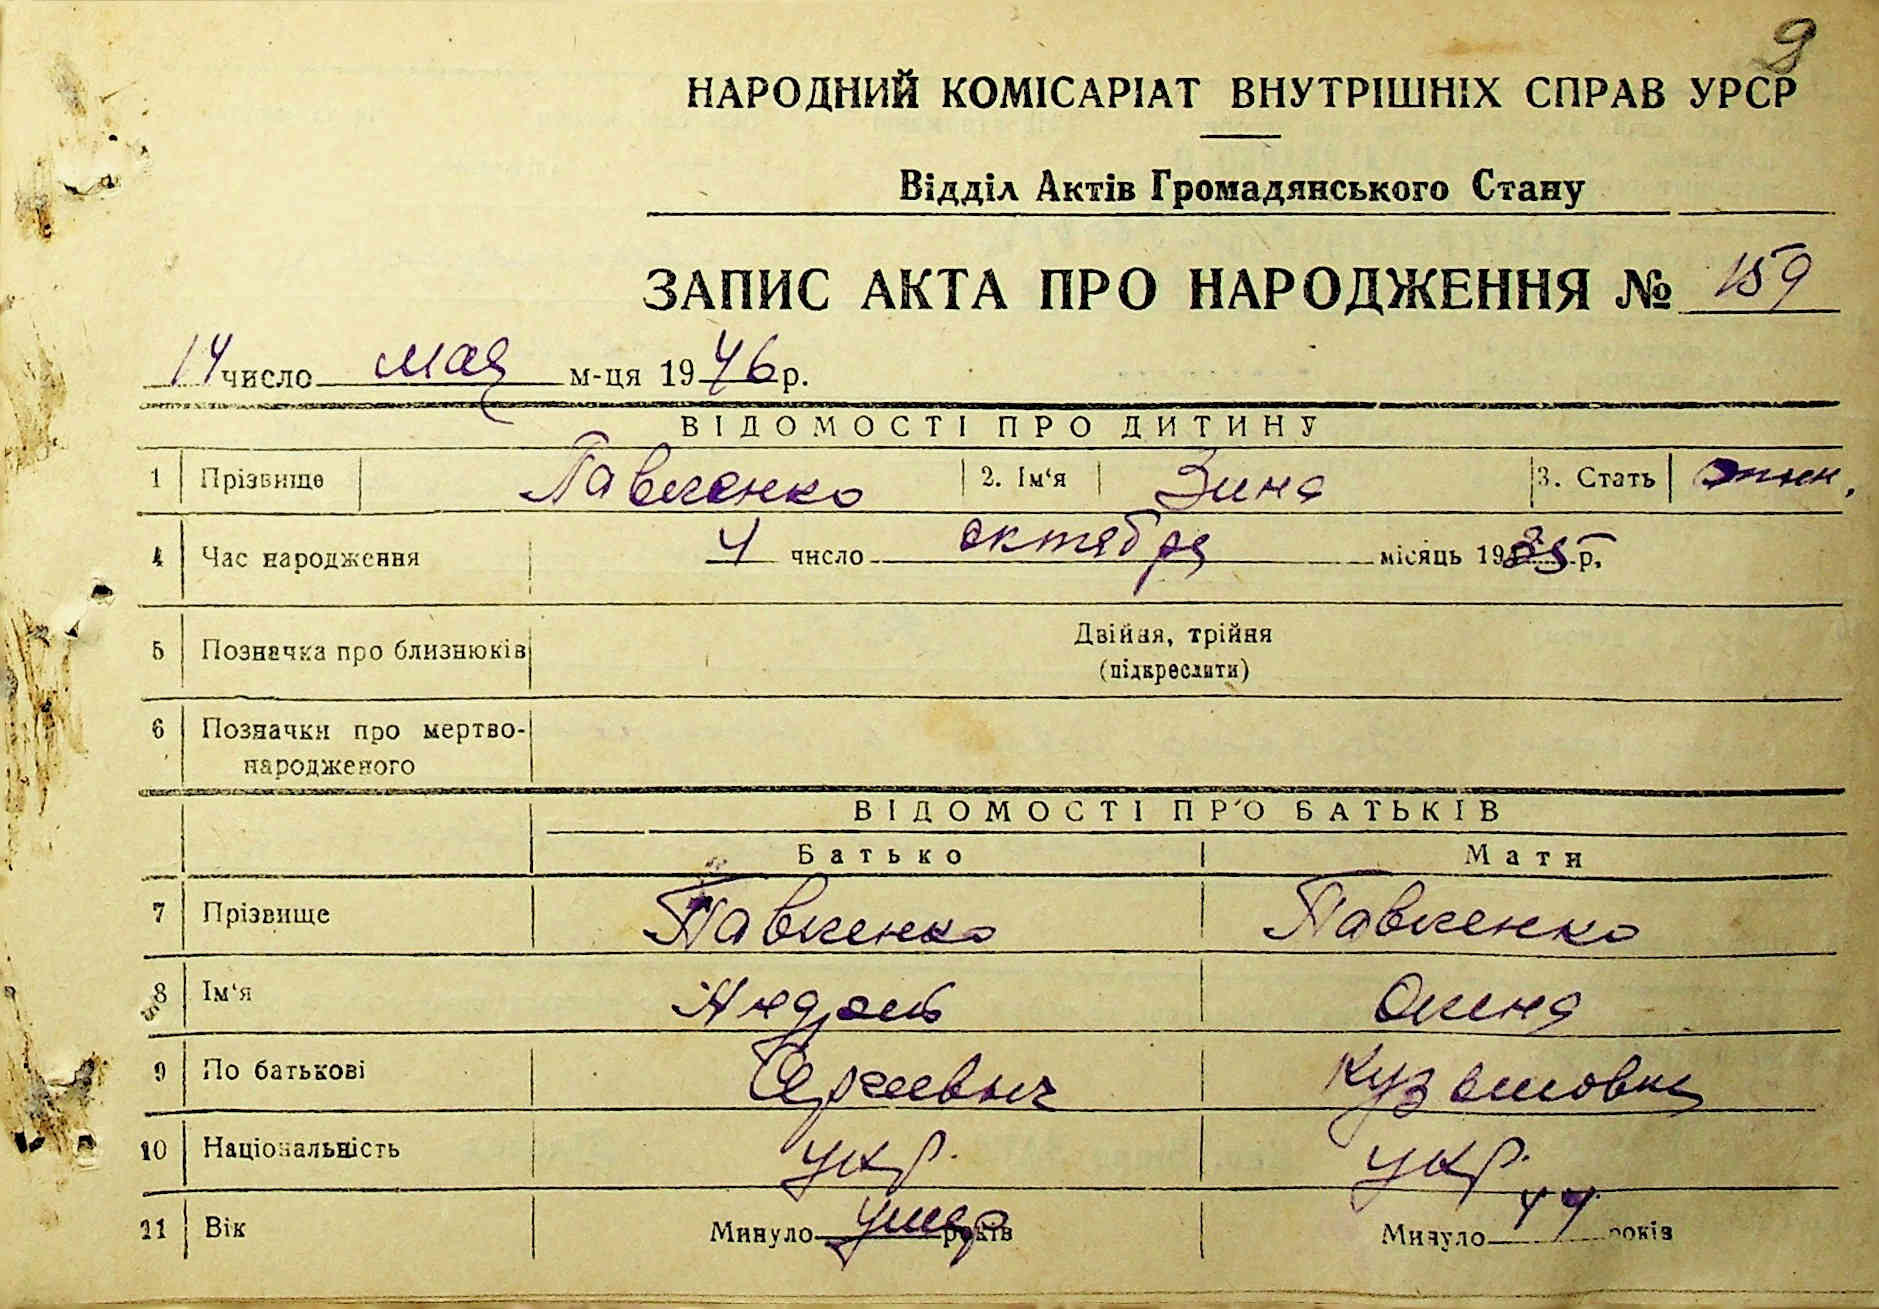 9
НАРОДНИЙ КОМІСАРІАТ ВНУТРІШНІХ СПРАВ УРСР
Відділ Актів Громадянського Стану
ЗАПИС АКТА ПРО НАРОДЖЕННЯ № 159
14 число мая м-ця 1946 р.
ВІДОМОСТІ ПРО ДИТИНУ
1 Прізвище Павленко 2. Ім'я Зина 3. Стать
4 Час народження 4 число октября місяць 19 р.
5 Позначка про близнюків Двійня, трійня
(підкреслити)
6 Позначки про мертво-
народженого
ВІДОМОСТІ ПРО БАТЬКІВ
Батько Мати
7 Прізвище Павленко Павленко
8 Ім'я Андрей
9 По батькові Сергеевич Кузьмовна
10 Національність укр. укр.
11 Вік Минуло умер років Минуло 44 років